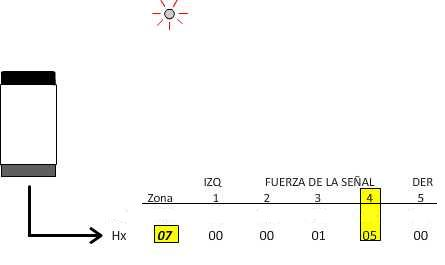 IZQ FUERZA DE LA SEÑAL DER
Zona 1 2 3 4 5
Hx 07 00 00 01 05 00